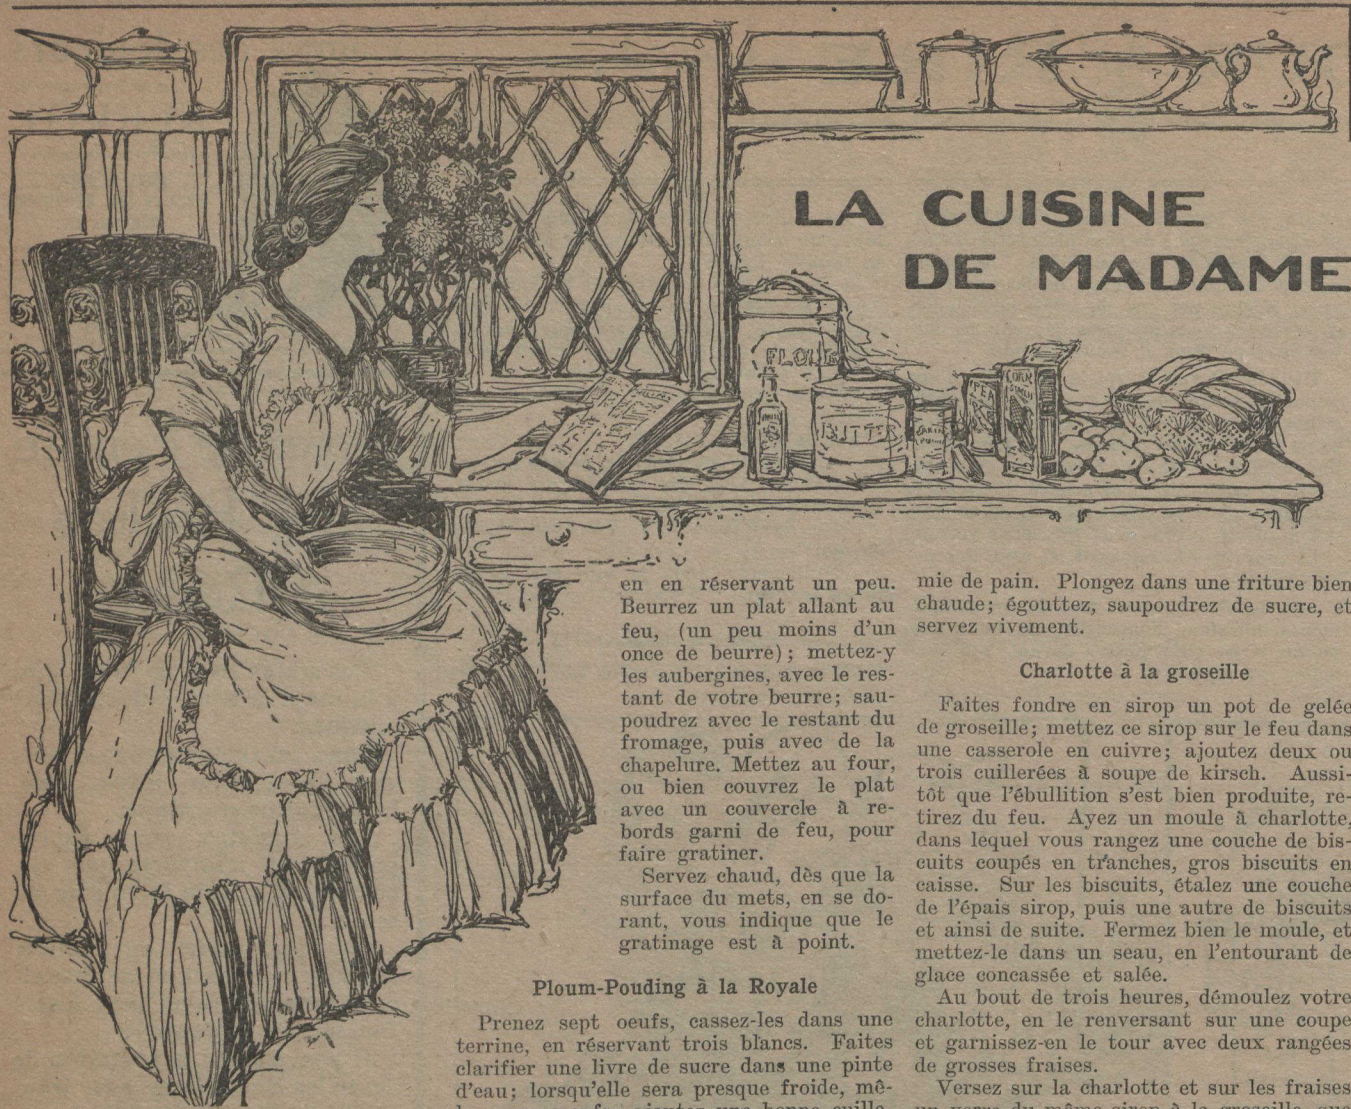 LA CUISINE
DE MADAME
FLOUR
BUTTER
CORN
en en réservant un peu.
Beurrez un plat allant au
feu, (un peu moins d'un
once de beurre); mettez-y
les aubergines, avec le res-
tant de votre beurre; sau-
poudrez avec le restant du
fromage, puis avec de la
chapelure. Mettez au four,
ou bien couvrez le plat
avec un couvercle à re-
bords garni de feu, pour
faire gratiner.
Servez chaud, dès que la
surface du mets, en se do-
rant, vous indique que le
gratinage est à point.
Ploum-Pouding à la Royale
Prenez sept oeufs, cassez-les dans une
terrine, en réservant trois blancs. Faites
clarifier une livre de sucre dans une pinte
d'eau; lorsqu'elle sera presque froide, mê-
mie de pain. Plongez dans une friture bien
chaude; égouttez, saupoudrez de sucre, et
servez vivement.
Charlotte à la groseille
Faites fondre en sirop un pot de gelée
de groseille; mettez ce sirop sur le feu dans
une casserole en cuivre; ajoutez deux ou
trois cuillerées à soupe de kirsch. Aussi-
tôt que l'ébullition s'est bien produite, re-
tirez du feu. Ayez un moule à charlotte,
dans lequel vous rangez une couche de bis-
cuits coupés en tranches, gros biscuits en
caisse. Sur les biscuits, étalez une couche
de l'épais sirop, puis une autre de biscuits
et ainsi de suite. Fermez bien le moule, et
mettez-le dans un seau, en l'entourant de
glace concassée et salée.
Au bout de trois heures, démoulez votre
charlotte, en le renversant sur une coupe
et garnissez-en le tour avec deux rangées
de grosses fraises.
Versez sur la charlotte et sur les fraises